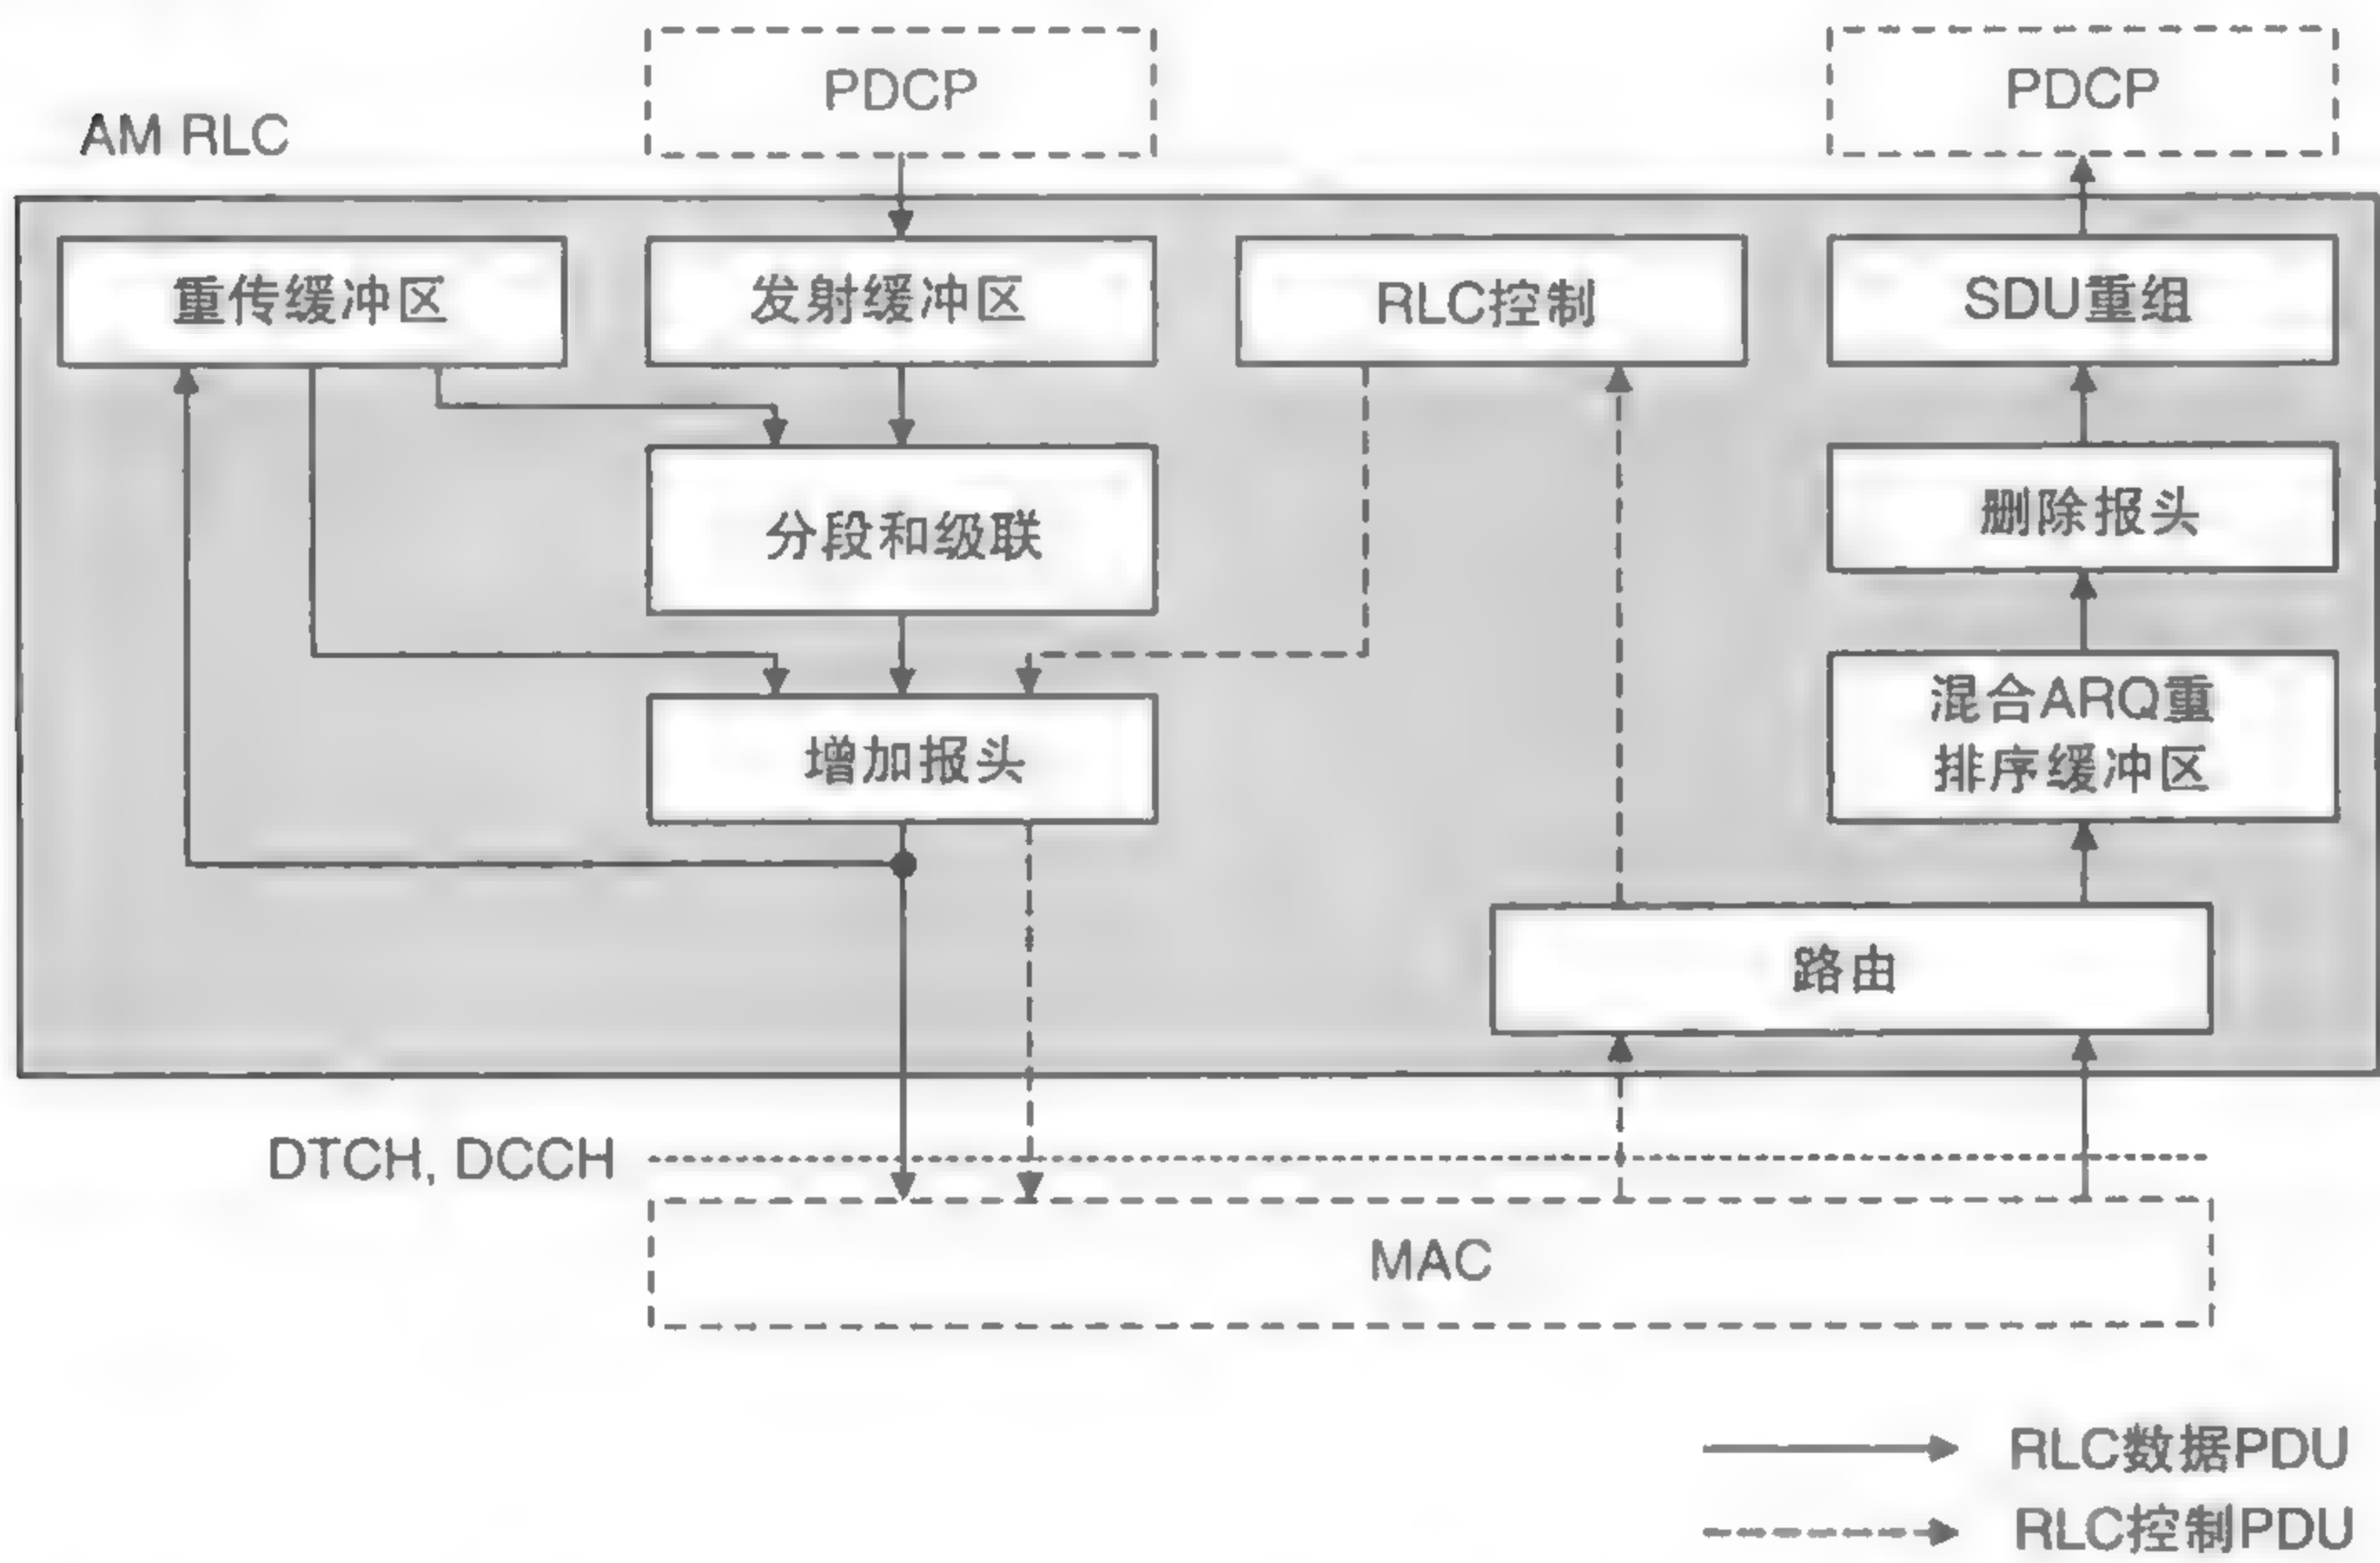 PDCP
PDCP
AM RLC
重传缓冲区
发射缓冲区
RLC控制
SDU重组
分段和级联
删除报头
增加报头
混合ARQ重
排序缓冲区
路由
DTCH, DCCH
MAC
RLC数据PDU
RLC控制PDU